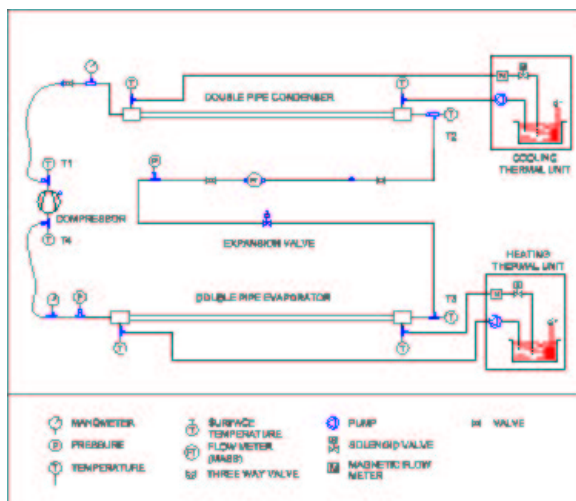 T
T
DOUBLE PIPE CONDENSER
T
T2
COOLING
THERMAL UNIT
T
T1
P
COMPRESSOR
T
T4
EXPANSION VALVE
HEATING
THERMAL UNIT
DOUBLE PIPE EVAPORATOR
T3
P
T
T
T
MANOMETER
P PRESSURE
T TEMPERATURE
T SURFACE
TEMPERATURE
FLOW METER
(MASS)
THREE WAY VALVE
PUMP
SOLENOID VALVE
M MAGNETIC FLOW
METER
VALVE